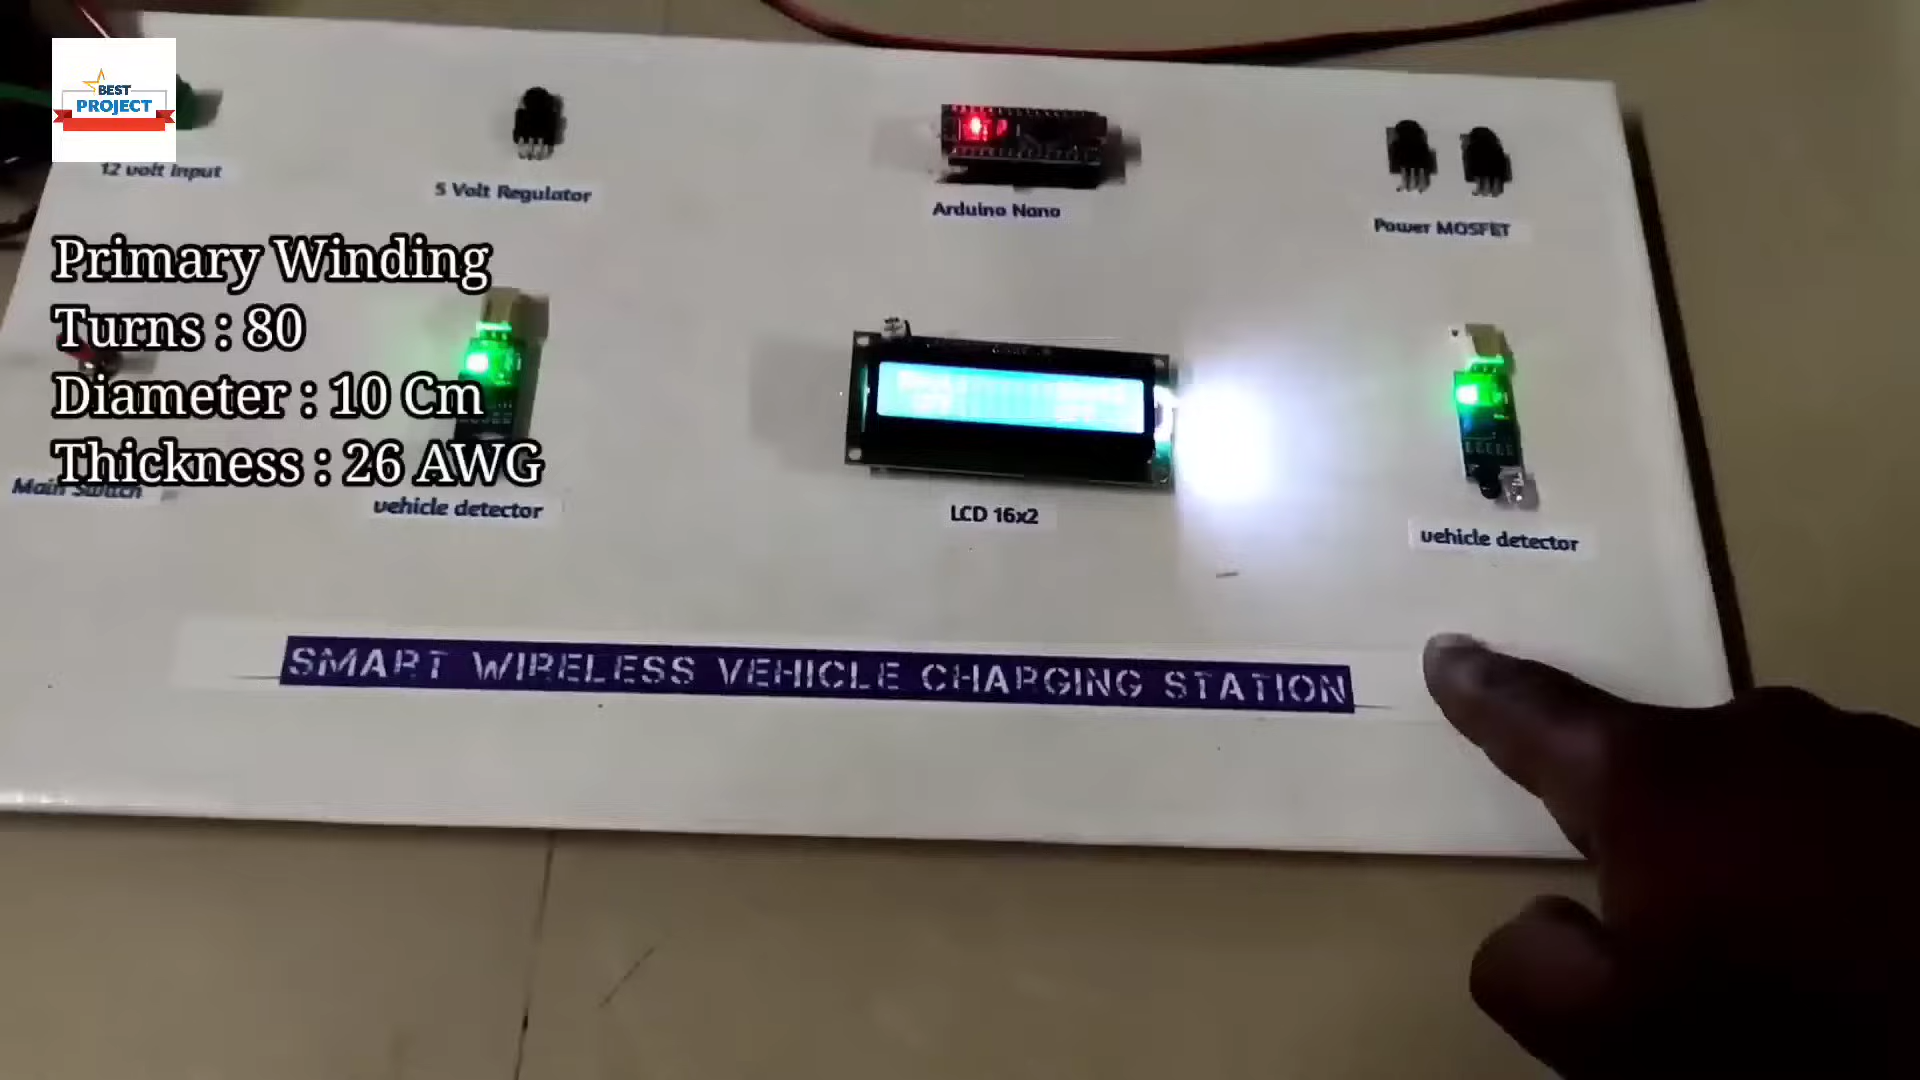 BEST
PROJECT
12 volt Input
5 Volt Regulator
Arduino Nano
Power MOSFET
Primary Winding
Turns : 80
Diameter : 10 Cm
Thickness : 26 AWG
Main Switch
vehicle detector
LCD 16x2
vehicle detector
SMART WIRELESS VEHICLE CHARGING STATION